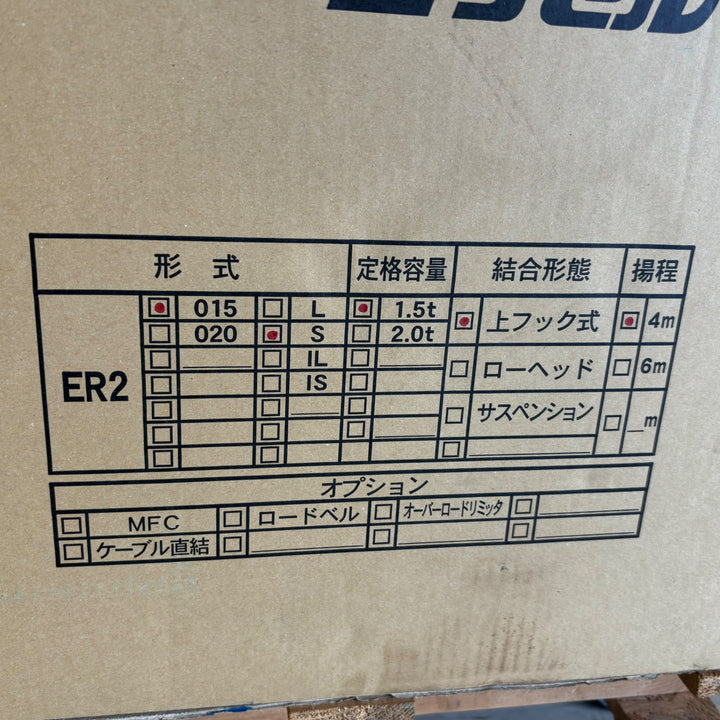 形式 定格容量 結合形態 揚程
ER2
015 L 1.5t 上フック式 4m
020 S 2.0t
IL ローヘッド 6m
IS
サスペンション _m
オプション
MFC ロードベル オーバーロードリミッタ
ケーブル直結